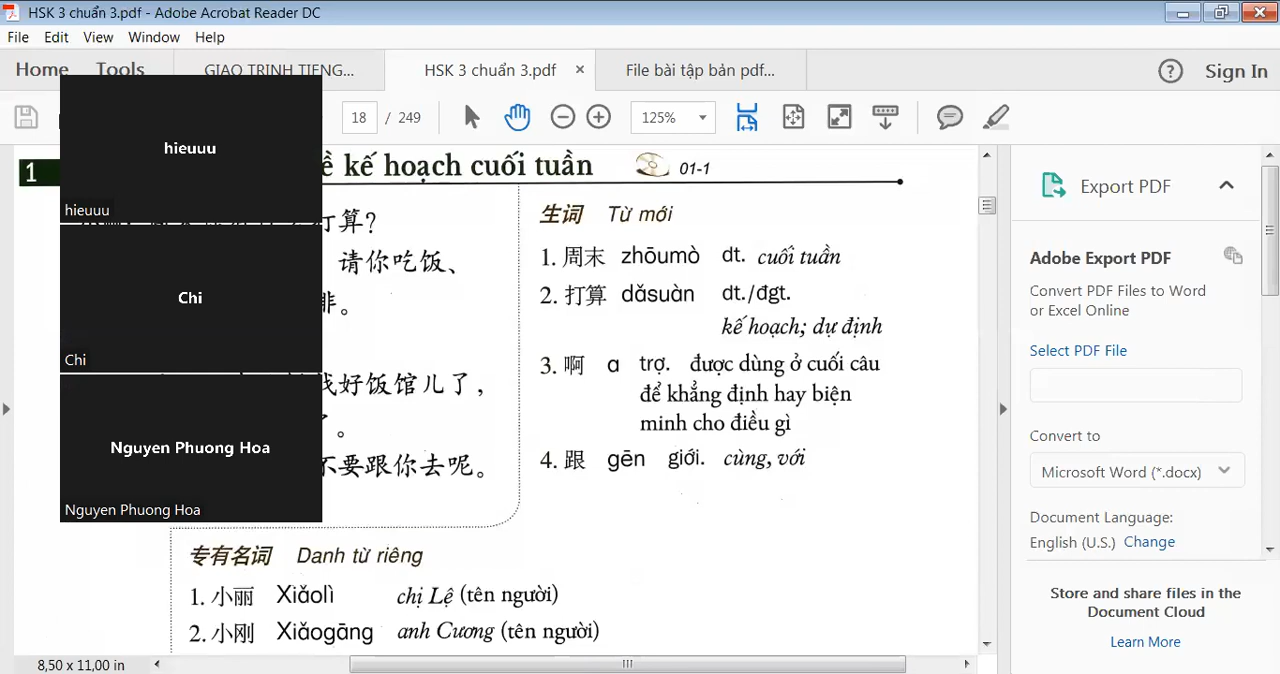 HSK 3 chuẩn 3.pdf - Adobe Acrobat Reader DC
File Edit View Window Help
Home Tools GIAO TRINH TIENG... HSK 3 chuẩn 3.pdf × File bài tập bản pdf... ? Sign In
18 / 249 125%
hieuuu
hieuuu
Chi
Chi
Nguyen Phuong Hoa
Nguyen Phuong Hoa
1 kế hoạch cuối tuần 01-1
打算?
请你吃饭、
啡。
找好饭馆儿了,
。
不要跟你去呢。
生词 Từ mới
1. 周末 zhōumò dt. cuối tuần
2. 打算 dǎsuàn dt./đgt.
kế hoạch; dự định
3. 啊 a trợ. được dùng ở cuối câu
để khẳng định hay biện
minh cho điều gì
4. 跟 gēn giới. cùng, với
专有名词 Danh từ riêng
1. 小丽 Xiǎolì chị Lệ (tên người)
2. 小刚 Xiǎogāng anh Cương (tên người)
8,50 x 11,00 in
Export PDF
Adobe Export PDF
Convert PDF Files to Word
or Excel Online
Select PDF File
Convert to
Microsoft Word (*.docx)
Document Language:
English (U.S.) Change
Store and share files in the
Document Cloud
Learn More